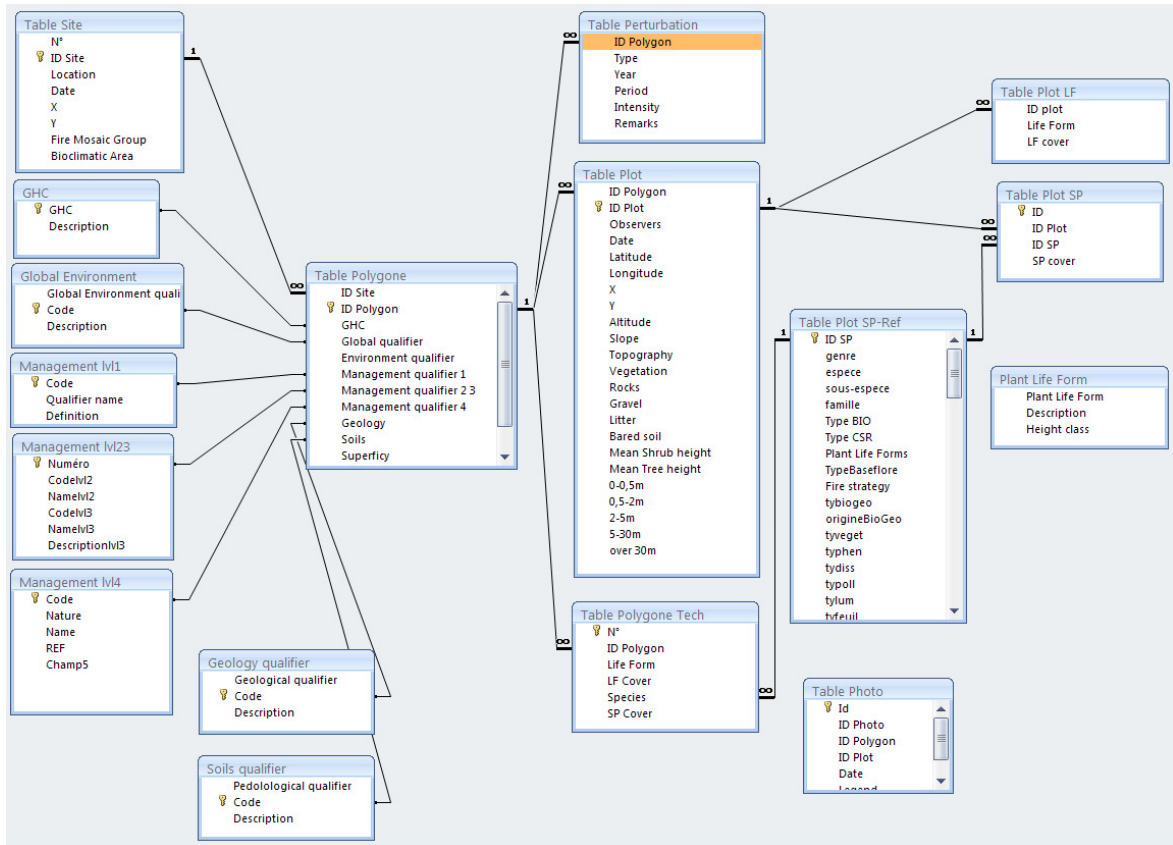 Table Site
N°
ID Site
Location
Date
X
Y
Fire Mosaic Group
Bioclimatic Area
GHC
GHC
Description
Global Environment
Global Environment quali
Code
Description
Management lvl1
Code
Qualifier name
Definition
Management lvl23
Numéro
Codelvl2
Namelvl2
Codelvl3
Namelvl3
Descriptionlvl3
Management lvl4
Code
Nature
Name
REF
Champ5
Geology qualifier
Geological qualifier
Code
Description
Soils qualifier
Pedolological qualifier
Code
Description
1
∞
Table Polygone
ID Site
ID Polygon
GHC
Global qualifier
Environment qualifier
Management qualifier 1
Management qualifier 2 3
Management qualifier 4
Geology
Soils
Superficy
1
∞
Table Perturbation
ID Polygon
Type
Year
Period
Intensity
Remarks
∞
Table Plot
ID Polygon
ID Plot
Observers
Date
Latitude
Longitude
X
Y
Altitude
Slope
Topography
Vegetation
Rocks
Gravel
Litter
Bared soil
Mean Shrub height
Mean Tree height
0-0,5m
0,5-2m
2-5m
5-30m
over 30m
1
∞
Table Polygone Tech
N°
ID Polygon
Life Form
LF Cover
Species
SP Cover
∞
∞
Table Plot LF
ID plot
Life Form
LF cover
∞
∞
Table Plot SP
ID
ID Plot
ID SP
SP cover
1
1
Table Plot SP-Ref
ID SP
genre
espece
sous-espece
famille
Type BIO
Type CSR
Plant Life Forms
TypeBaseflore
Fire strategy
tybiogeo
origineBioGeo
tyveget
typhen
tydiss
typoll
tylum
tyfeuil
Plant Life Form
Plant Life Form
Description
Height class
Table Photo
Id
ID Photo
ID Polygon
ID Plot
Date
Legend